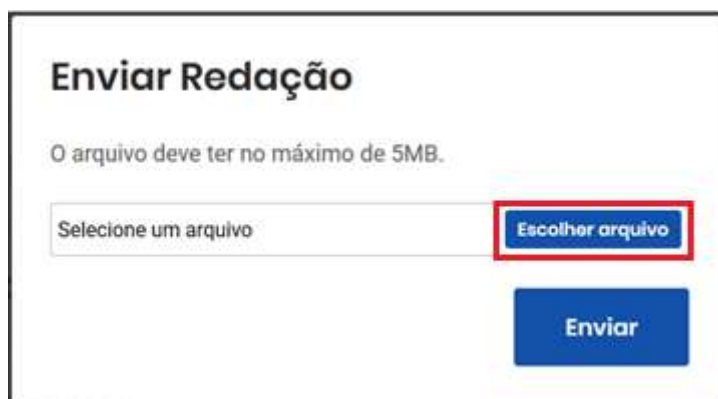 Enviar Redação
O arquivo deve ter no máximo de 5MB.
Selecione um arquivo
Escolher arquivo
Enviar